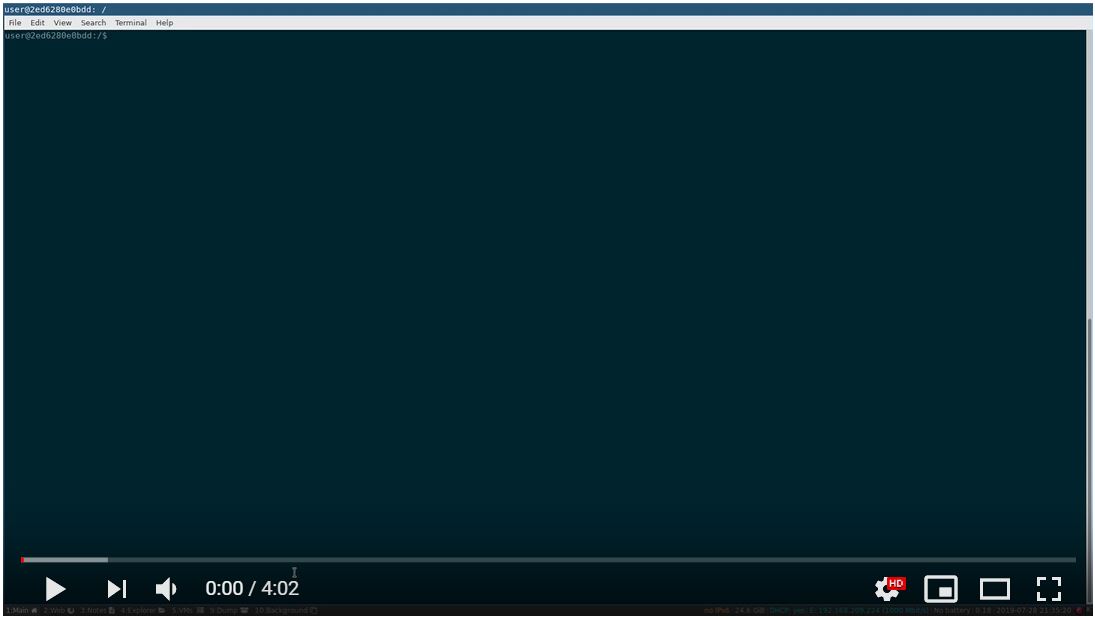 user@2ed6280e0bdd: /
File Edit View Search Terminal Help
user@2ed6280e0bdd:/$
0:00 / 4:02
HD
1:Main 2:Web 3:Notes 4:Explorer 5:VMs 9:Dump 10:Background no IPv6 24.6 GiB DHCP: yes E: 192.168.209.224 (1000 Mbit/s) No battery 0.18 2019-07-28 21:35:20